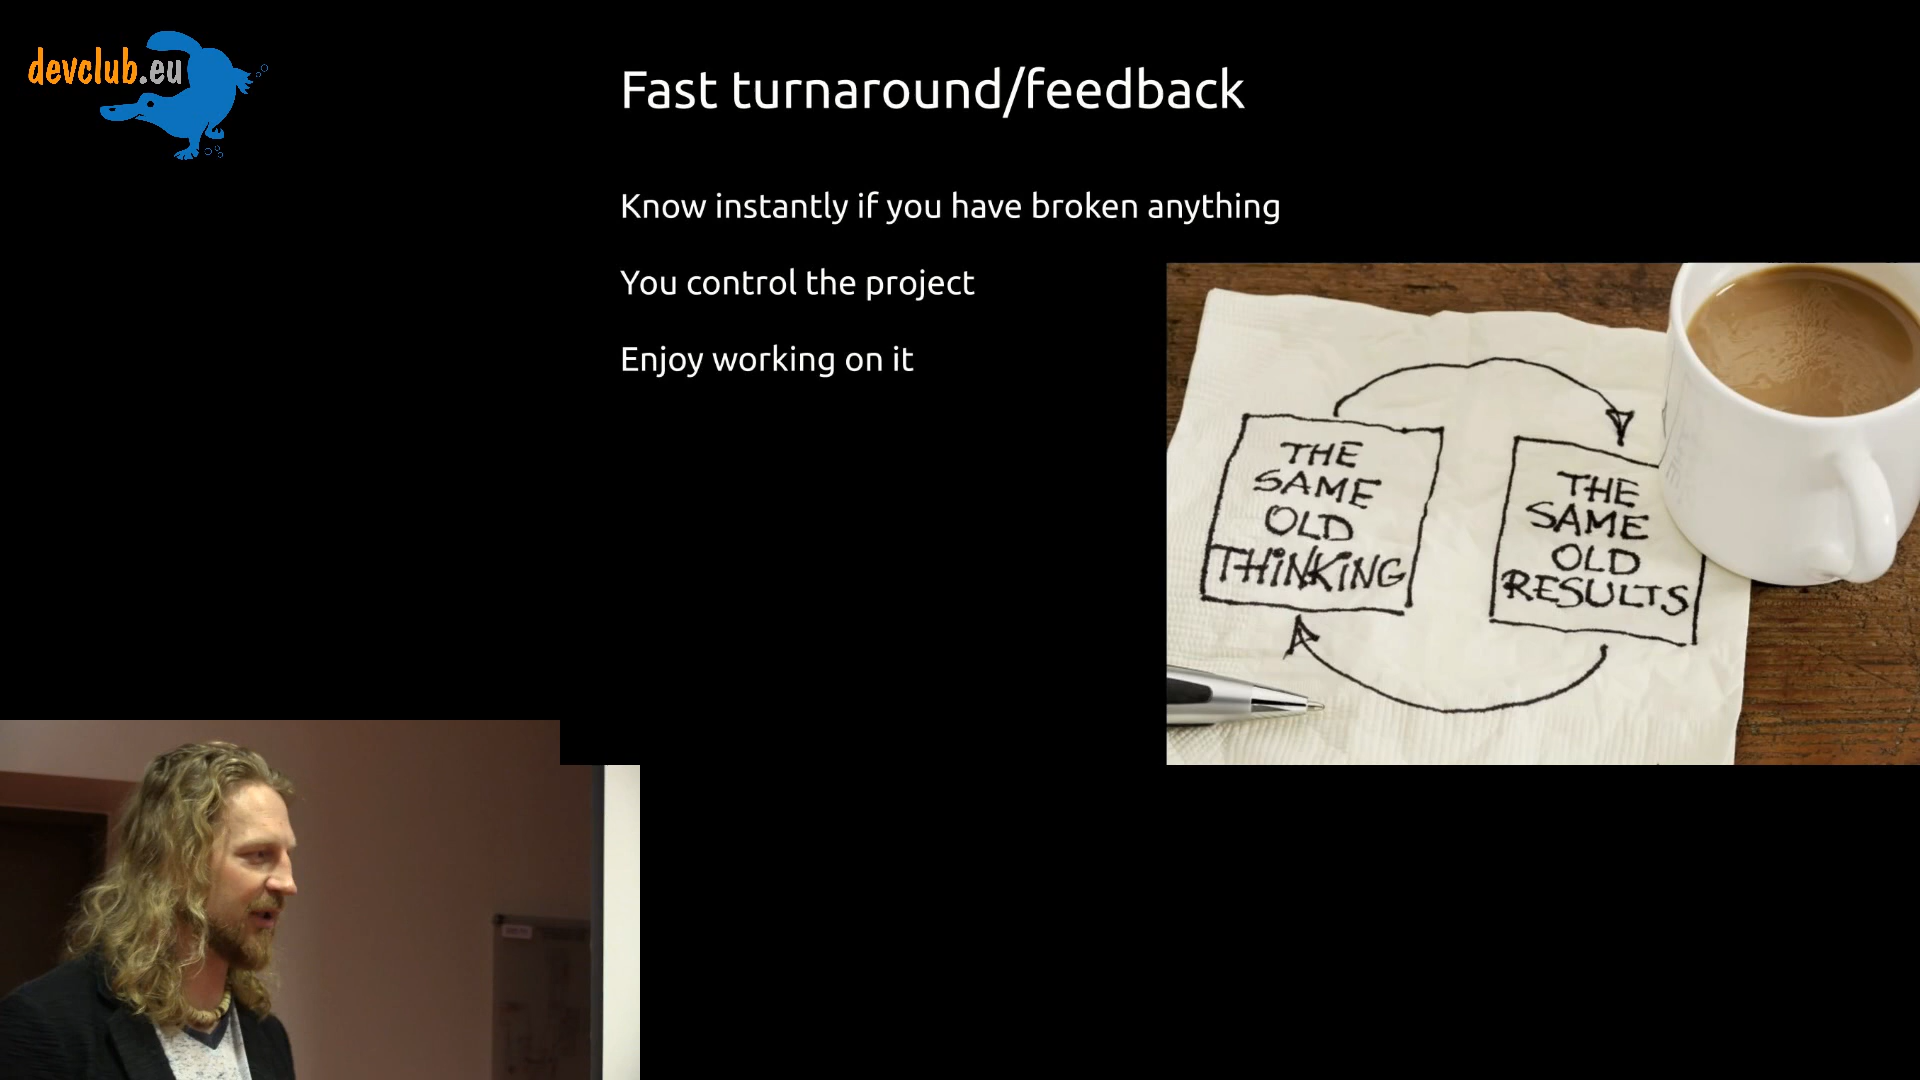 devclub.eu
Fast turnaround/feedback
Know instantly if you have broken anything
You control the project
Enjoy working on it
THE
SAME
OLD
THiNKiNG
THE
SAME
OLD
RESULTS